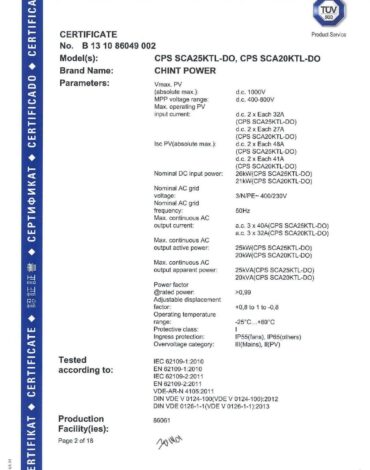 TÜV
SÜD
Product Service
CERTIFICATE
No. B 13 10 86049 002
Model(s): CPS SCA25KTL-DO, CPS SCA20KTL-DO
Brand Name: CHINT POWER
Parameters:
Vmax. PV
(absolute max.): d.c. 1000V
MPP voltage range: d.c. 400-800V
Max. operating PV
input current: d.c. 2 x Each 32A
(CPS SCA25KTL-DO)
d.c. 2 x Each 27A
(CPS SCA20KTL-DO)
Isc PV(absolute max.): d.c. 2 x Each 48A
(CPS SCA25KTL-DO)
d.c. 2 x Each 41A
(CPS SCA20KTL-DO)
Nominal DC input power: 26kW(CPS SCA25KTL-DO)
21kW(CPS SCA20KTL-DO)
Nominal AC grid
voltage: 3/N/PE~ 400/230V
Nominal AC grid
frequency: 50Hz
Max. continuous AC
output current: a.c. 3 x 40A(CPS SCA25KTL-DO)
a.c. 3 x 32A(CPS SCA20KTL-DO)
Max. continuous AC
output active power: 25kW(CPS SCA25KTL-DO)
20kW(CPS SCA20KTL-DO)
Max. continuous AC
output apparent power: 25kVA(CPS SCA25KTL-DO)
20kVA(CPS SCA20KTL-DO)
Power factor
@rated power: >0,99
Adjustable displacement
factor: +0,8 to 1 to -0,8
Operating temperature
range: -25°C...+60°C
Protective class: I
Ingress protection: IP55(fans), IP65(others)
Overvoltage category: III(Mains), II(PV)
Tested
according to:
IEC 62109-1:2010
EN 62109-1:2010
IEC 62109-2:2011
EN 62109-2:2011
VDE-AR-N 4105:2011
DIN VDE V 0124-100(VDE V 0124-100):2012
DIN VDE 0126-1-1(VDE V 0126-1-1):2013
Production
Facility(ies): 86061
Page 2 of 18
ERTIFIKAT ◆ CERTIFICATE ◆ 認證證書 ◆ СЕРТИФИКАТ ◆ CERTIFICADO ◆ CERTIFICA